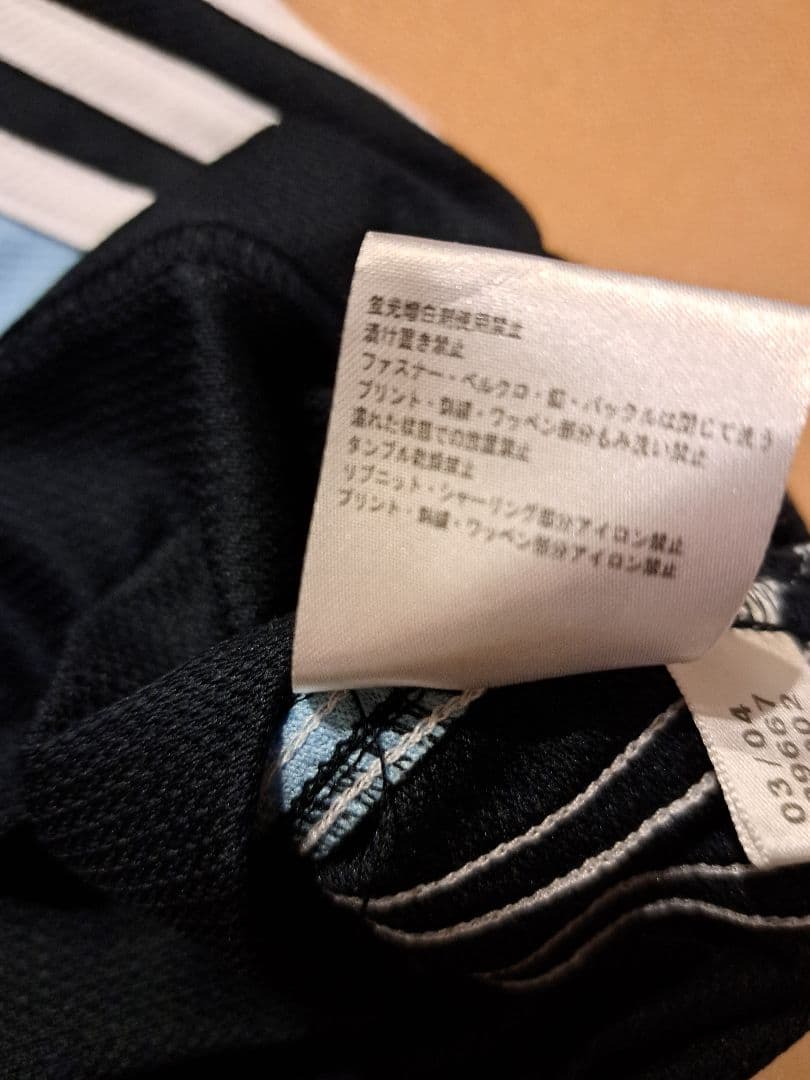 蛍光増白剤使用禁止
漬け置き禁止
ファスナー・ベルクロ・釦・バックルは閉じて洗う
プリント・刺繍・ワッペン部分もみ洗い禁止
濡れた状態での放置禁止
タンブル乾燥禁止
リブニット・シャーリング部分アイロン禁止
プリント・刺繍・ワッペン部分アイロン禁止
03/04